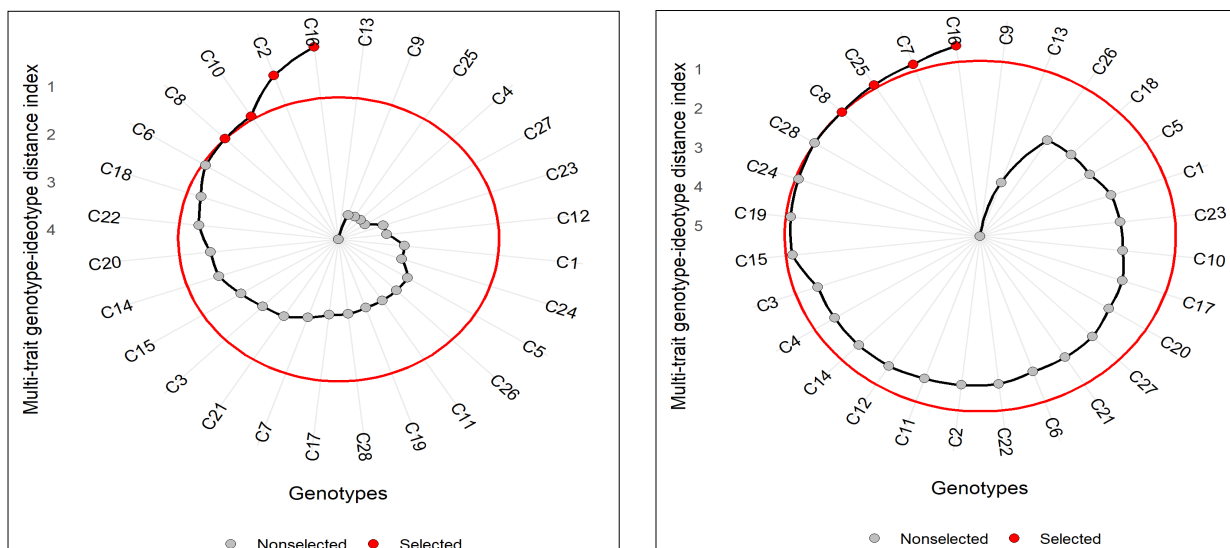 Multi-trait genotype-ideotype distance index
1
2
3
4
C16
C13
C9
C25
C4
C27
C23
C12
C1
C24
C5
C26
C11
C19
C28
C17
C7
C21
C3
C15
C14
C20
C22
C18
C6
C8
C10
C2
Genotypes
Nonselected Selected
Multi-trait genotype-ideotype distance index
1
2
3
4
5
C16
C9
C13
C26
C18
C5
C1
C23
C10
C17
C20
C27
C21
C6
C22
C2
C11
C12
C14
C4
C3
C15
C19
C24
C28
C8
C25
C7
Genotypes
Nonselected Selected